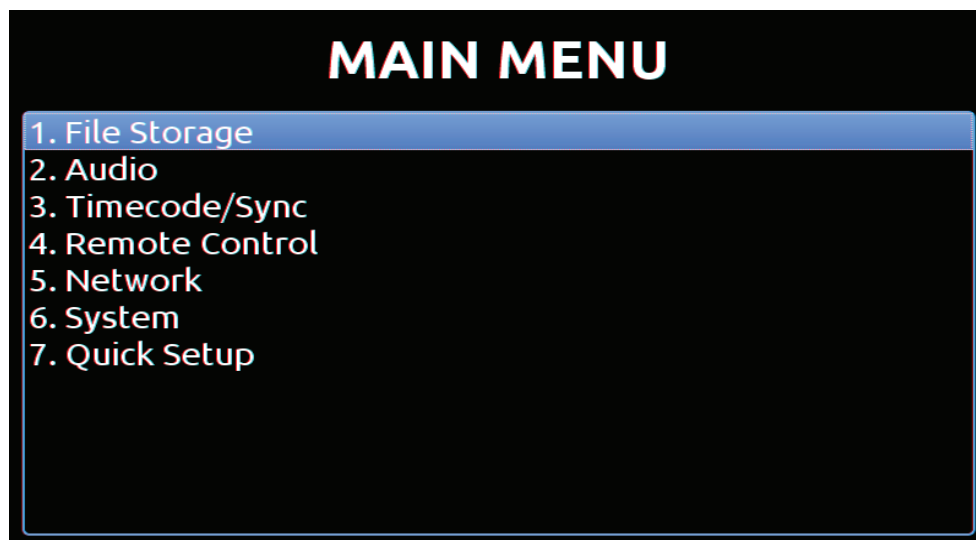 MAIN MENU
1. File Storage
2. Audio
3. Timecode/Sync
4. Remote Control
5. Network
6. System
7. Quick Setup